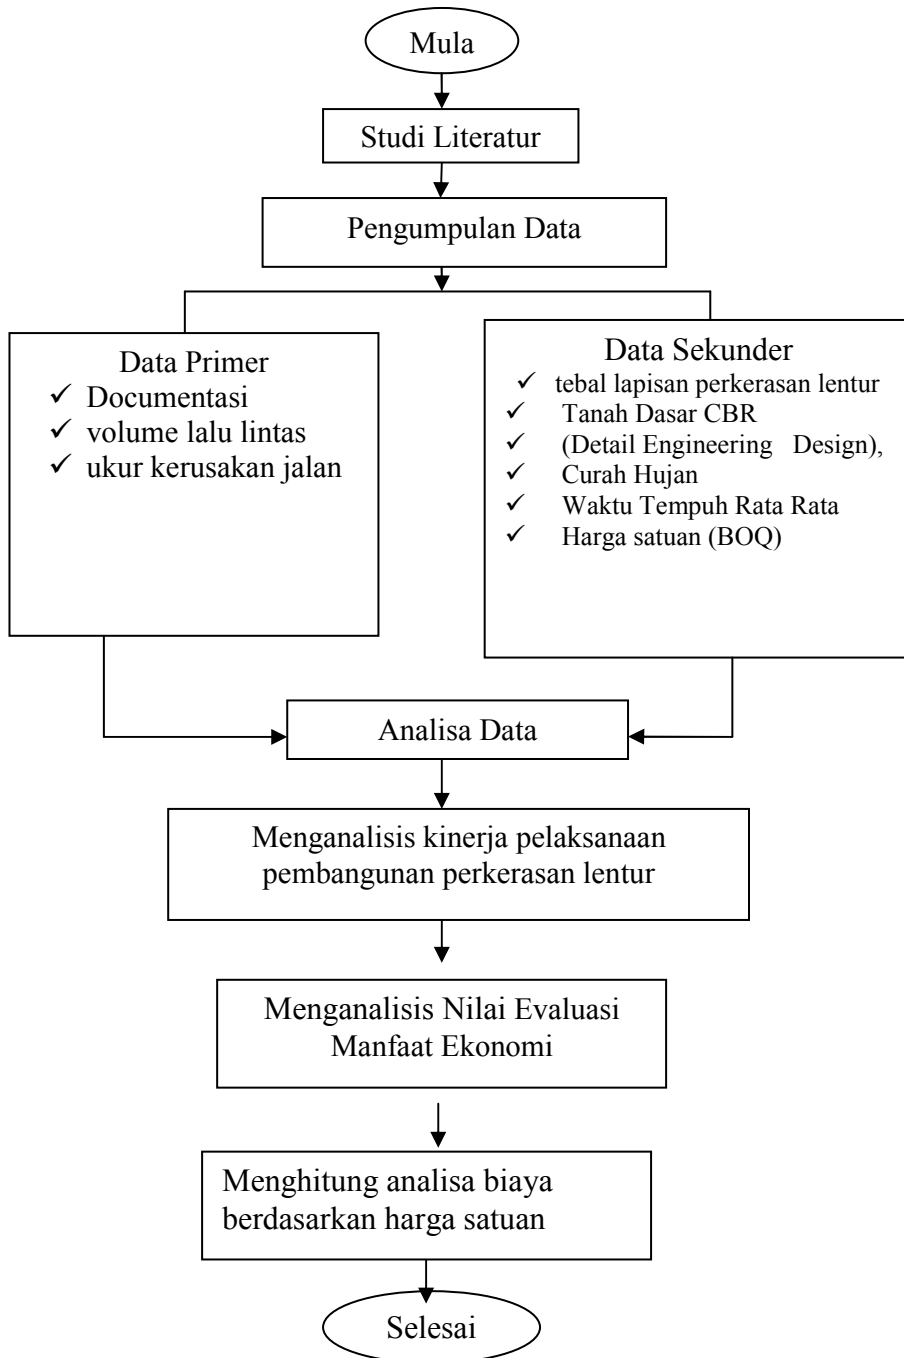 Mula
Studi Literatur
Pengumpulan Data
Data Primer
✓ Documentasi
✓ volume lalu lintas
✓ ukur kerusakan jalan
Data Sekunder
✓ tebal lapisan perkerasan lentur
✓ Tanah Dasar CBR
✓ (Detail Engineering Design),
✓ Curah Hujan
✓ Waktu Tempuh Rata Rata
✓ Harga satuan (BOQ)
Analisa Data
Menganalisis kinerja pelaksanaan
pembangunan perkerasan lentur
Menganalisis Nilai Evaluasi
Manfaat Ekonomi
Menghitung analisa biaya
berdasarkan harga satuan
Selesai